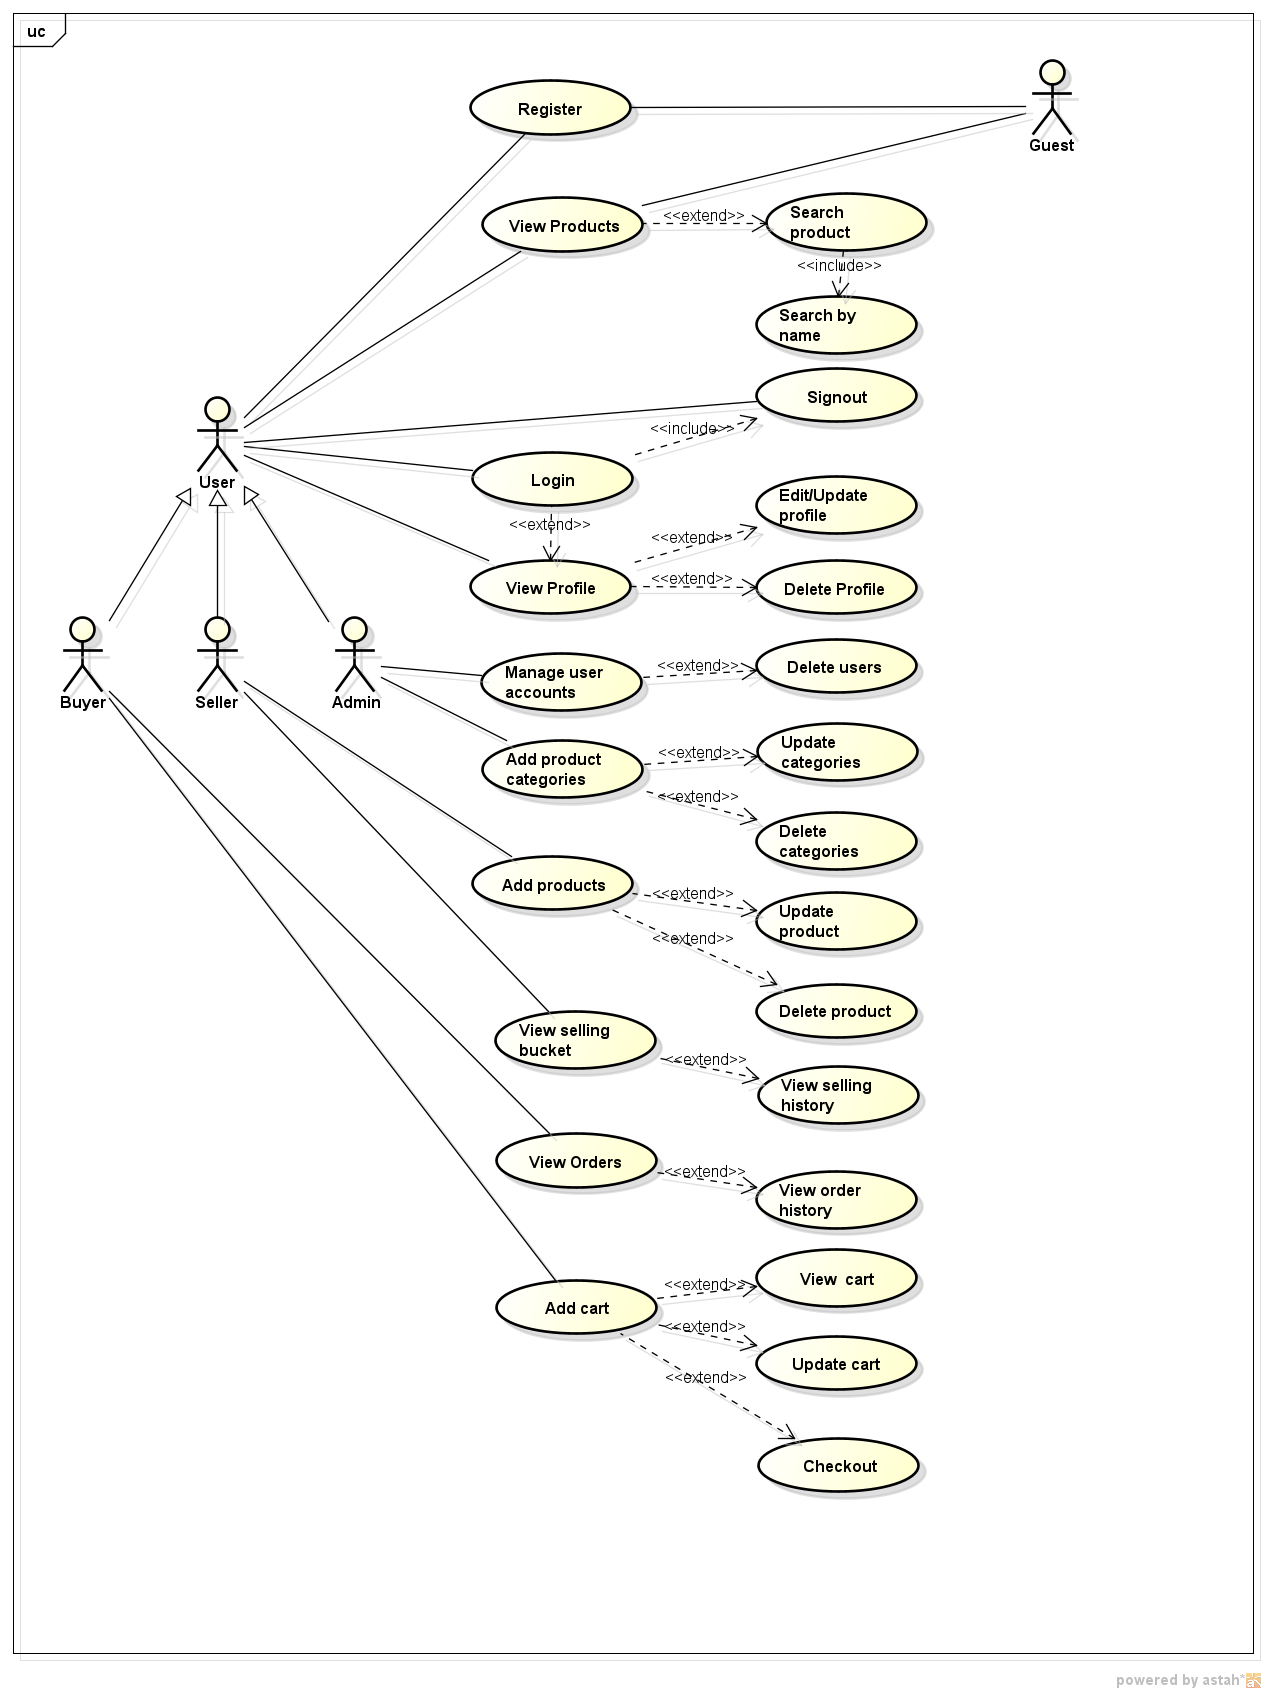 uc
Register
Guest
View Products
<<extend>>
Search
product
<<include>>
Search by
name
Signout
<<include>>
User
Login
<<extend>>
Edit/Update
profile
<<extend>>
View Profile
<<extend>>
Delete Profile
Buyer
Seller
Admin
Manage user
accounts
<<extend>>
Delete users
Add product
categories
<<extend>>
Update
categories
<<extend>>
Delete
categories
Add products
<<extend>>
Update
product
<<extend>>
Delete product
View selling
bucket
<<extend>>
View selling
history
View Orders
<<extend>>
View order
history
Add cart
<<extend>>
View  cart
<<extend>>
Update cart
<<extend>>
Checkout
powered by astah*